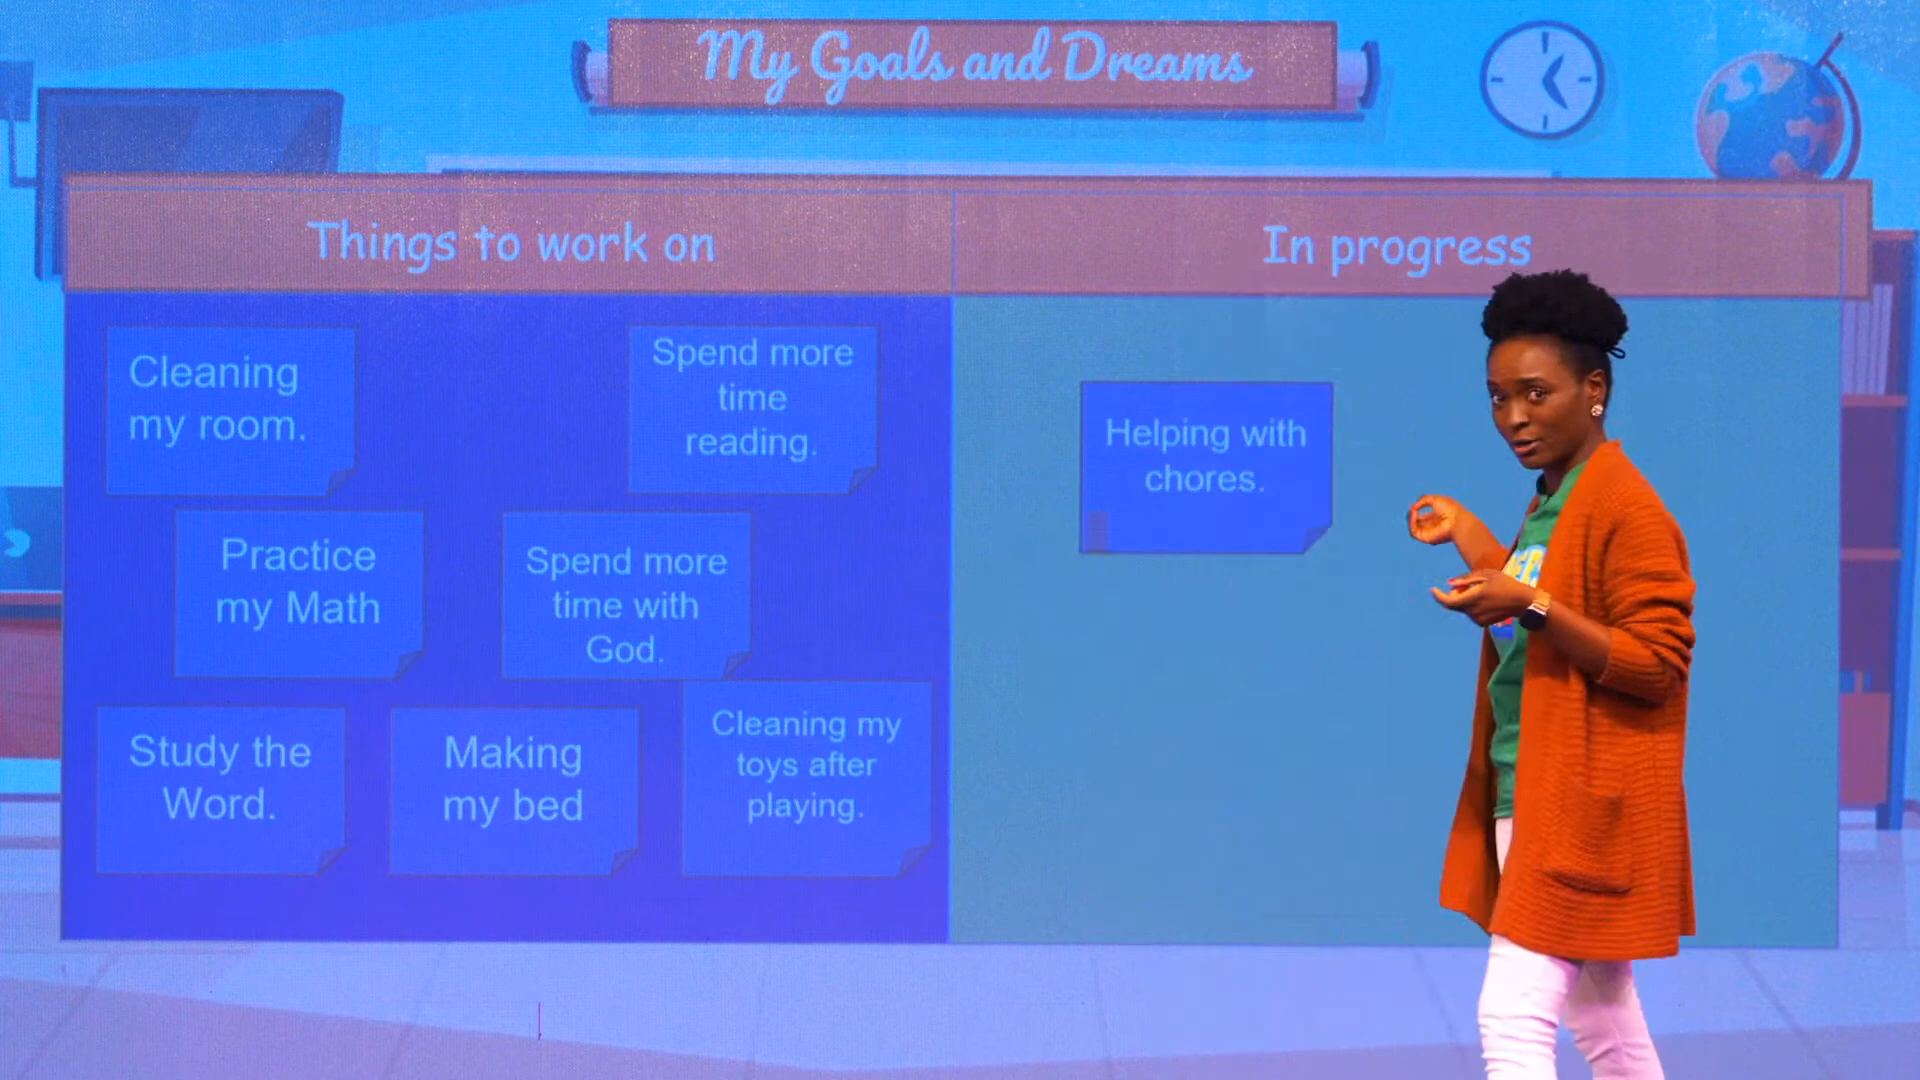 My Goals and Dreams
Things to work on
In progress
Cleaning
my room.
Spend more
time
reading.
Helping with
chores.
Practice
my Math
Spend more
time with
God.
Study the
Word.
Making
my bed
Cleaning my
toys after
playing.